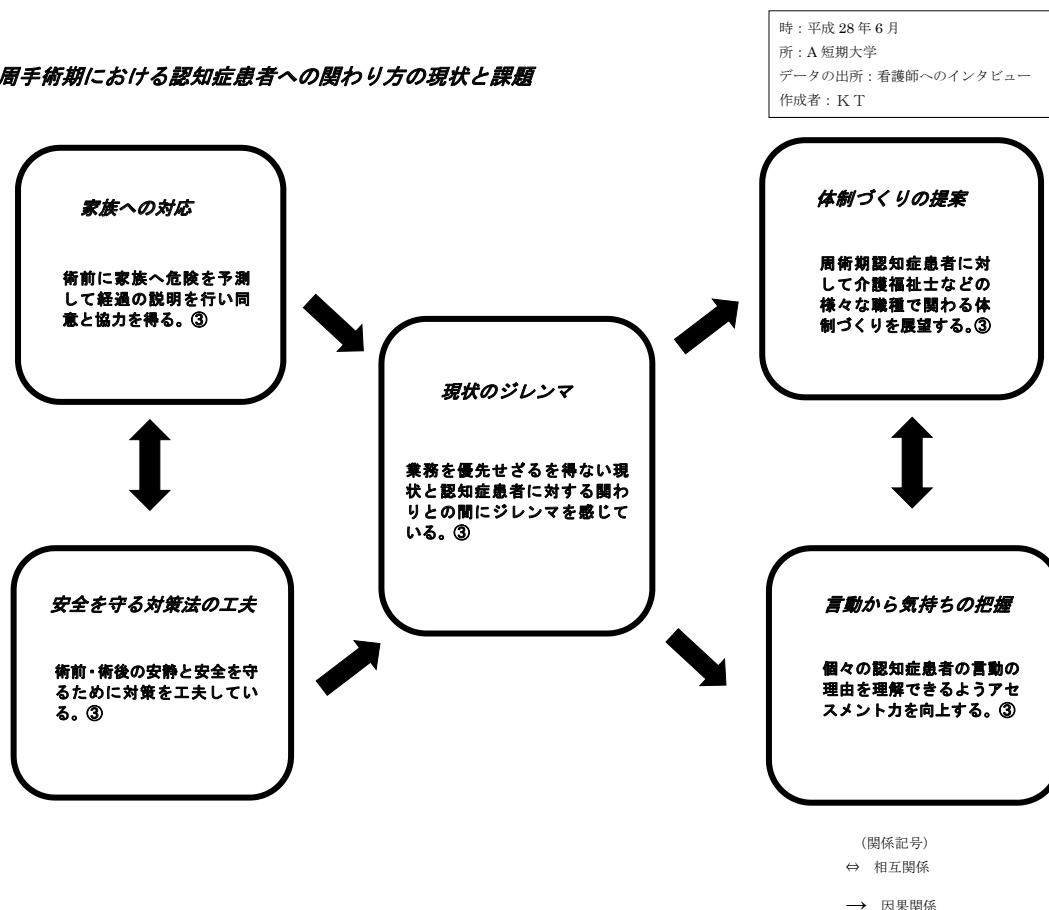 時：平成 28 年 6 月
所：A 短期大学
データの出所：看護師へのインタビュー
作成者：ＫＴ
周手術期における認知症患者への関わり方の現状と課題
家族への対応
術前に家族へ危険を予測
して経過の説明を行い同
意と協力を得る。③
体制づくりの提案
周術期認知症患者に対
して介護福祉士などの
様々な職種で関わる体
制づくりを展望する。③
現状のジレンマ
業務を優先せざるを得ない現
状と認知症患者に対する関わ
りとの間にジレンマを感じて
いる。③
安全を守る対策法の工夫
術前・術後の安静と安全を守
るために対策を工夫してい
る。③
言動から気持ちの把握
個々の認知症患者の言動の
理由を理解できるようアセ
スメント力を向上する。③
（関係記号）
⇔ 相互関係
→ 因果関係